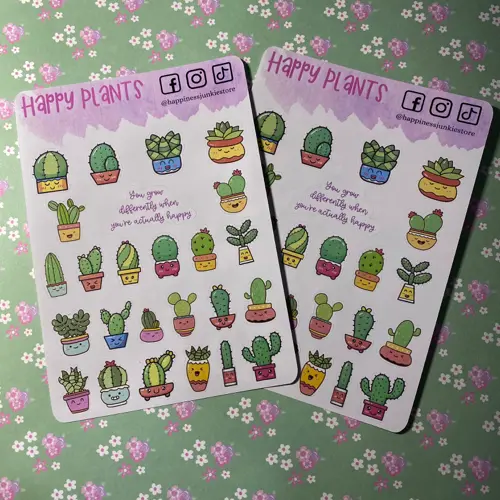 HAPPY PLANTS
@happinessjunkiestore
You grow
differently when
you're actually happy
HAPPY PLANTS
@happinessjunkiestore
You grow
differently when
you're actually happy